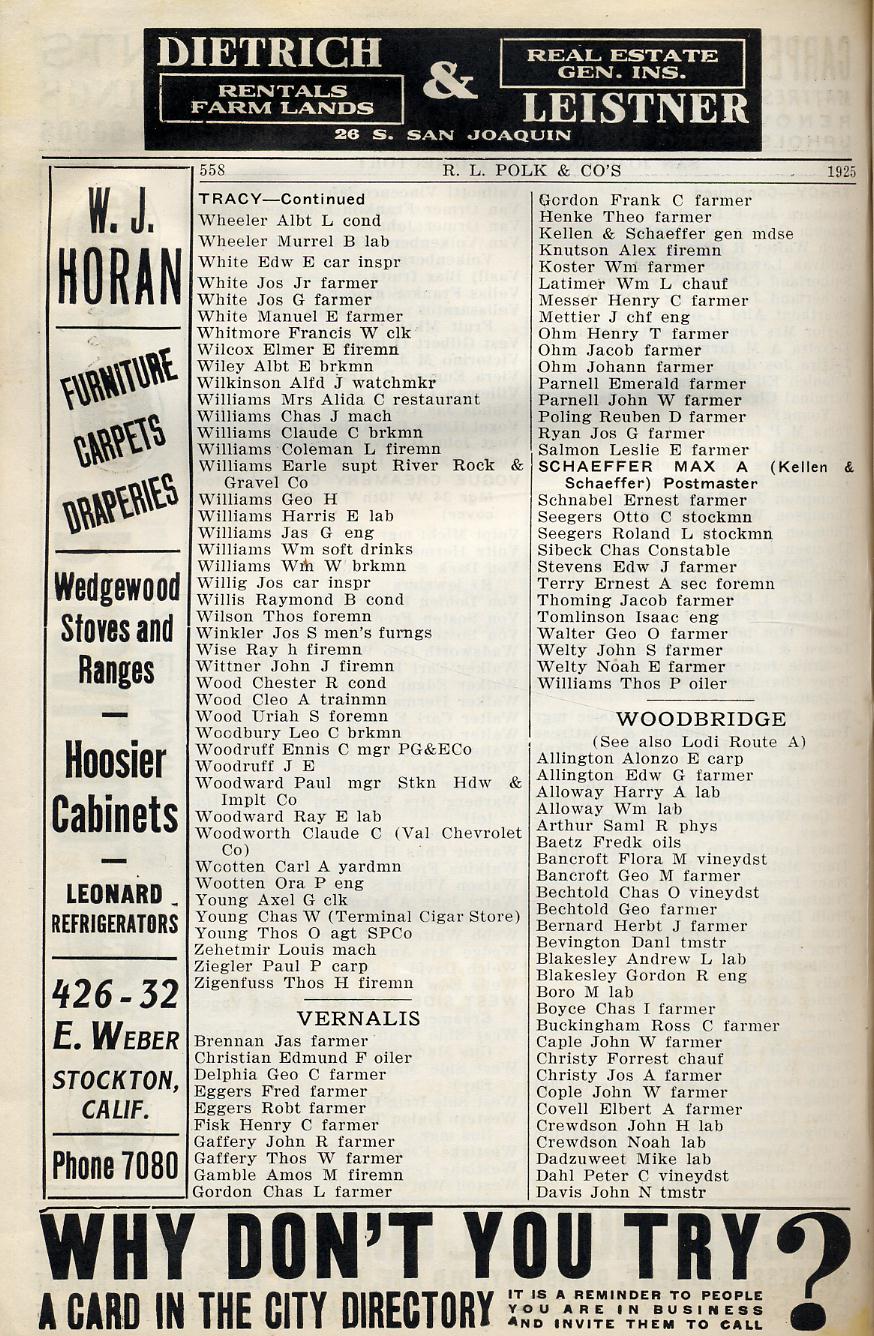 DIETRICH
RENTALS
FARM LANDS
&
REAL ESTATE
GEN. INS.
LEISTNER
26 S. SAN JOAQUIN
558 R. L. POLK & CO'S 1925
W. J.
HORAN
FURNITURE
CARPETS
DRAPERIES
Wedgewood
Stoves and
Ranges
Hoosier
Cabinets
LEONARD
REFRIGERATORS
426-32
E. WEBER
STOCKTON,
CALIF.
Phone 7080
TRACY—Continued
Wheeler Albt L cond
Wheeler Murrel B lab
White Edw E car inspr
White Jos Jr farmer
White Jos G farmer
White Manuel E farmer
Whitmore Francis W clk
Wilcox Elmer E firemn
Wiley Albt E brkmn
Wilkinson Alfd J watchmkr
Williams Mrs Alida C restaurant
Williams Chas J mach
Williams Claude C brkmn
Williams Coleman L firemn
Williams Earle supt River Rock &
Gravel Co
Williams Geo H
Williams Harris E lab
Williams Jas G eng
Williams Wm soft drinks
Williams Wm W brkmn
Willig Jos car inspr
Willis Raymond B cond
Wilson Thos foremn
Winkler Jos S men's furngs
Wise Ray h firemn
Wittner John J firemn
Wood Chester R cond
Wood Cleo A trainmn
Wood Uriah S foremn
Woodbury Leo C brkmn
Woodruff Ennis C mgr PG&ECo
Woodruff J E
Woodward Paul mgr Stkn Hdw &
Implt Co
Woodward Ray E lab
Woodworth Claude C (Val Chevrolet
Co)
Wootten Carl A yardmn
Wootten Ora P eng
Young Axel G clk
Young Chas W (Terminal Cigar Store)
Young Thos O agt SPCo
Zehetmir Louis mach
Ziegler Paul P carp
Zigenfuss Thos H firemn
VERNALIS
Brennan Jas farmer
Christian Edmund F oiler
Delphia Geo C farmer
Eggers Fred farmer
Eggers Robt farmer
Fisk Henry C farmer
Gaffery John R farmer
Gaffery Thos W farmer
Gamble Amos M firemn
Gordon Chas L farmer
Gordon Frank C farmer
Henke Theo farmer
Kellen & Schaeffer gen mdse
Knutson Alex firemn
Koster Wm farmer
Latimer Wm L chauf
Messer Henry C farmer
Mettier J chf eng
Ohm Henry T farmer
Ohm Jacob farmer
Ohm Johann farmer
Parnell Emerald farmer
Parnell John W farmer
Poling Reuben D farmer
Ryan Jos G farmer
Salmon Leslie E farmer
SCHAEFFER MAX A (Kellen &
Schaeffer) Postmaster
Schnabel Ernest farmer
Seegers Otto C stockmn
Seegers Roland L stockmn
Sibeck Chas Constable
Stevens Edw J farmer
Terry Ernest A sec foremn
Thoming Jacob farmer
Tomlinson Isaac eng
Walter Geo O farmer
Welty John S farmer
Welty Noah E farmer
Williams Thos P oiler
WOODBRIDGE
(See also Lodi Route A)
Allington Alonzo E carp
Allington Edw G farmer
Alloway Harry A lab
Alloway Wm lab
Arthur Saml R phys
Baetz Fredk oils
Bancroft Flora M vineydst
Bancroft Geo M farmer
Bechtold Chas O vineydst
Bechtold Geo farmer
Bernard Herbt J farmer
Bevington Danl tmstr
Blakesley Andrew L lab
Blakesley Gordon R eng
Boro M lab
Boyce Chas I farmer
Buckingham Ross C farmer
Caple John W farmer
Christy Forrest chauf
Christy Jos A farmer
Cople John W farmer
Covell Elbert A farmer
Crewdson John H lab
Crewdson Noah lab
Dadzuweet Mike lab
Dahl Peter C vineydst
Davis John N tmstr
WHY DON'T YOU TRY ?
A CARD IN THE CITY DIRECTORY
IT IS A REMINDER TO PEOPLE
YOU ARE IN BUSINESS
AND INVITE THEM TO CALL